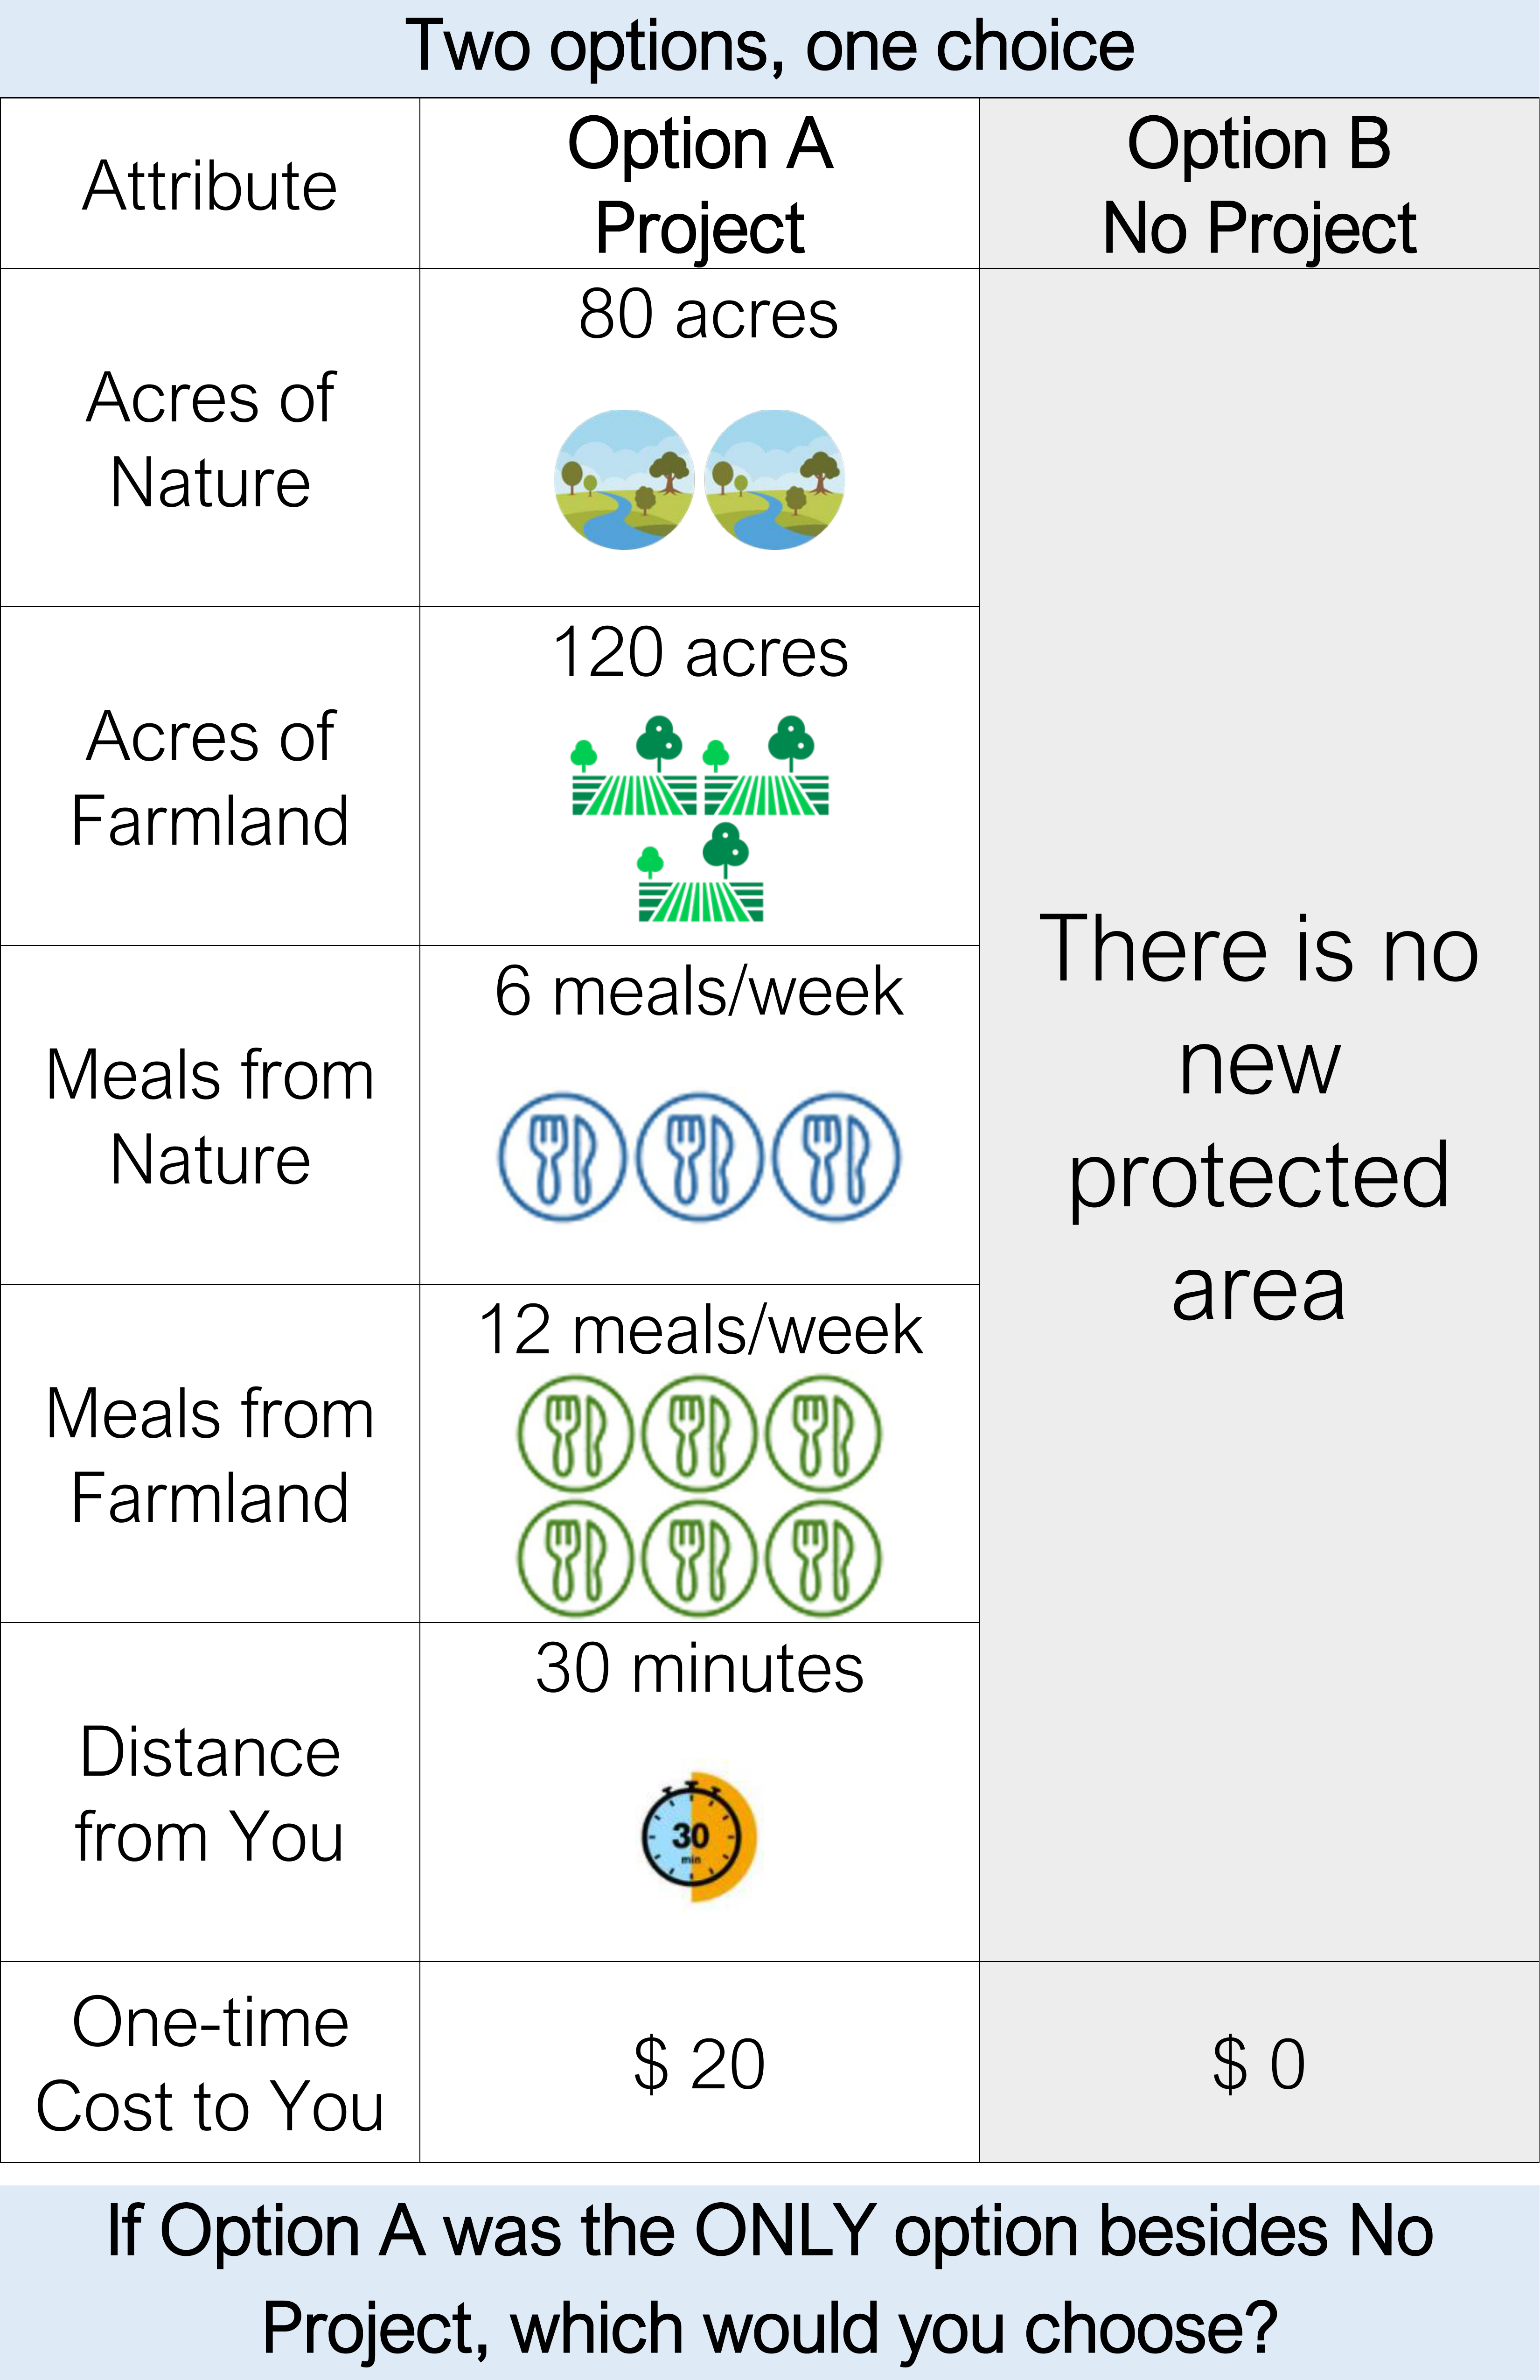 Two options, one choice
Attribute
Option A
Project
Option B
No Project
Acres of
Nature
80 acres
Acres of
Farmland
120 acres
Meals from
Nature
6 meals/week
Meals from
Farmland
12 meals/week
Distance
from You
30 minutes
30
min
There is no
new
protected
area
One-time
Cost to You
$ 20
$ 0
If Option A was the ONLY option besides No
Project, which would you choose?